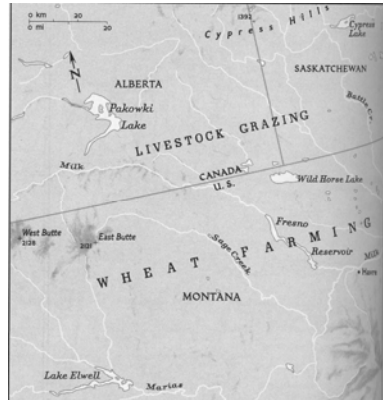 0 km 20
0 mi 20
N
1392
Cypress Hills
Cypress
Lake
ALBERTA
SASKATCHEWAN
Pakowki
Lake
Battle Cr.
LIVESTOCK GRAZING
Milk
CANADA
U.S.
Wild Horse Lake
West Butte
2128
East Butte
2121
Fresno
Reservoir
Sage Creek
WHEAT FARMING
Milk
Havre
MONTANA
Lake Elwell
Marias